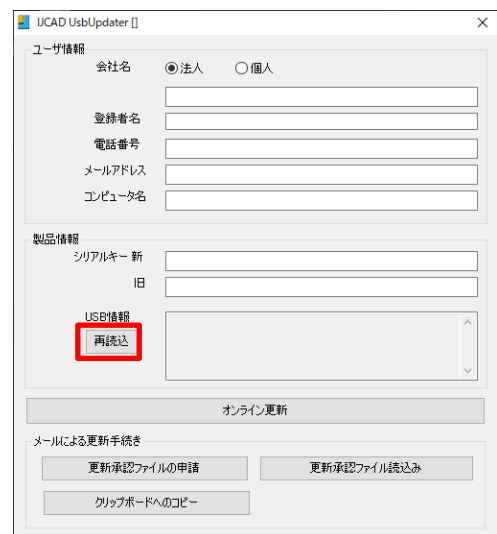 IJCAD UsbUpdater []
ユーザ情報
会社名 法人 個人
登録者名
電話番号
メールアドレス
コンピュータ名
製品情報
シリアルキー 新
旧
USB情報
再読込
オンライン更新
メールによる更新手続き
更新承認ファイルの申請 更新承認ファイル読込み
クリップボードへのコピー